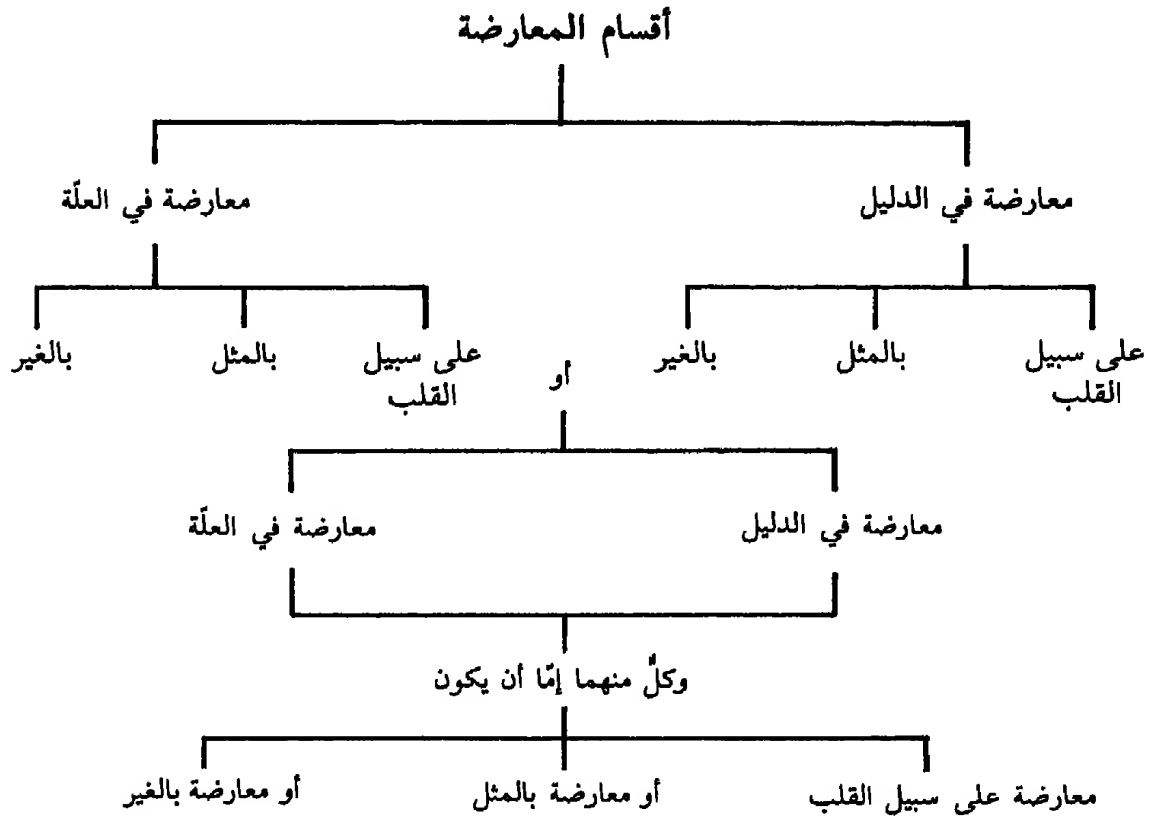 أقسام المعارضة
معارضة في الدليل
معارضة في العلّة
على سبيل القلب
بالمثل
بالغير
على سبيل القلب
بالمثل
بالغير
أو
معارضة في الدليل
معارضة في العلّة
وكلٌّ منهما إمّا أن يكون
معارضة على سبيل القلب
أو معارضة بالمثل
أو معارضة بالغير